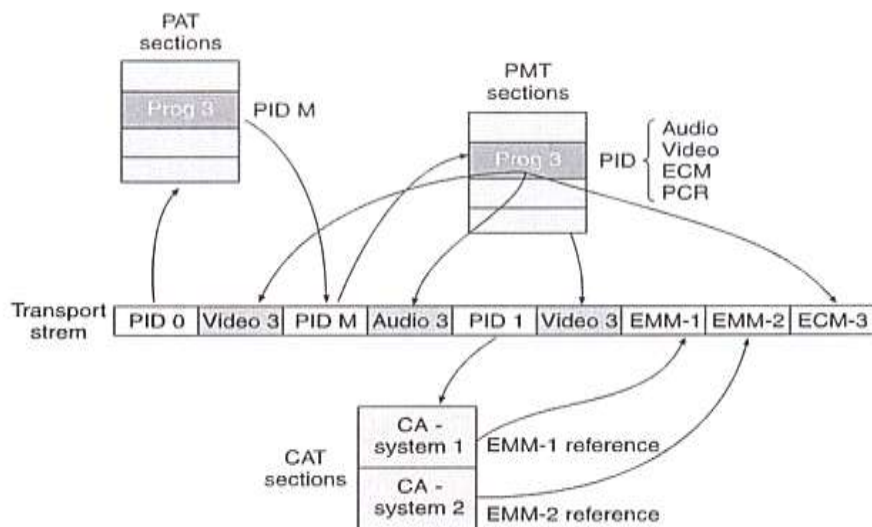 PAT
sections
Prog 3
PID M
PMT
sections
Prog 3
PID
Audio
Video
ECM
PCR
Transport
strem
PID 0
Video 3
PID M
Audio 3
PID 1
Video 3
EMM-1
EMM-2
ECM-3
CAT
sections
CA -
system 1
CA -
system 2
EMM-1 reference
EMM-2 reference